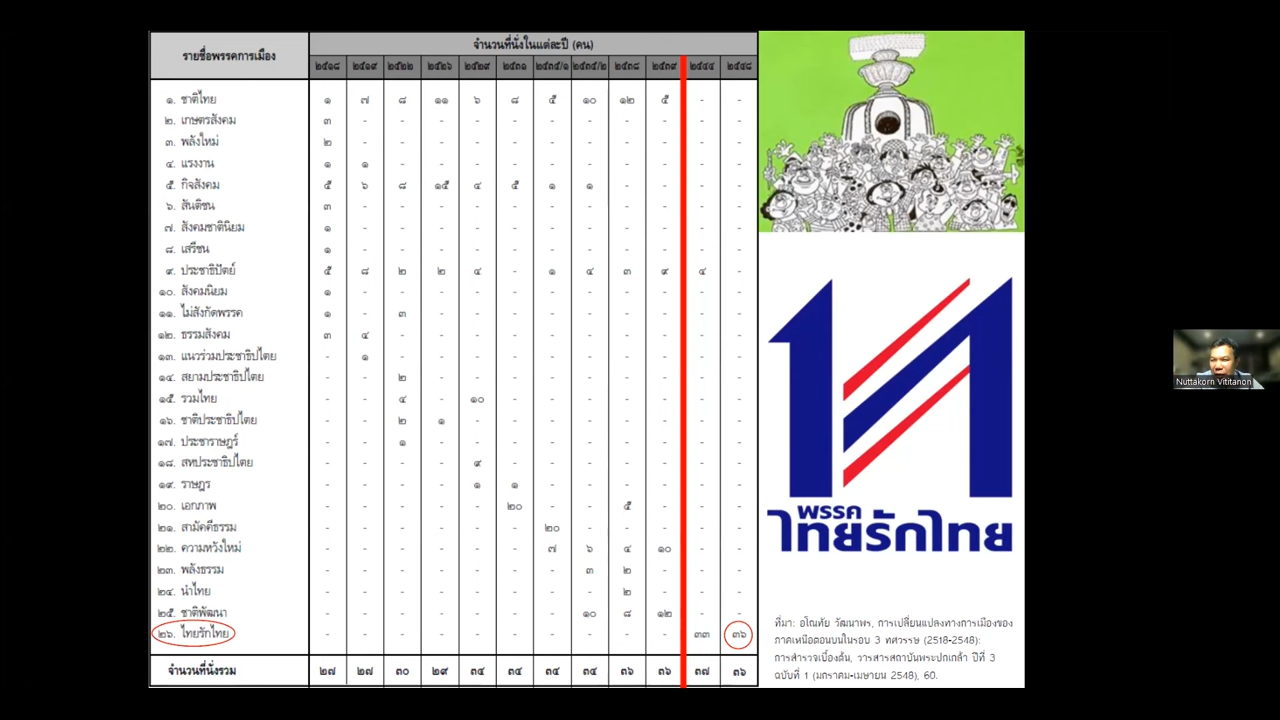 รายชื่อพรรคการเมือง
จำนวนที่นั่งในแต่ละปี (คน)
๒๕๑๘ ๒๕๑๙ ๒๕๒๒ ๒๕๒๖ ๒๕๒๙ ๒๕๓๑ ๒๕๓๕/๑ ๒๕๓๕/๒ ๒๕๓๘ ๒๕๓๙ ๒๕๔๔ ๒๕๔๘
๑. ชาติไทย ๑ ๗ ๘ ๑๑ ๖ ๘ ๕ ๑๐ ๑๒ ๕ - -
๒. เกษตรสังคม ๓ - - - - - - - - - - -
๓. พลังใหม่ ๒ - - - - - - - - - - -
๔. แรงงาน ๑ ๑ - - - - - - - - - -
๕. กิจสังคม ๕ ๖ ๘ ๑๕ ๔ ๕ ๑ ๑ - - - -
๖. สันติชน ๓ - - - - - - - - - - -
๗. สังคมชาตินิยม ๑ - - - - - - - - - - -
๘. เสรีชน ๑ - - - - - - - - - - -
๙. ประชาธิปัตย์ ๕ ๘ ๒ ๒ ๔ - ๑ ๔ ๓ ๙ ๔ -
๑๐. สังคมนิยม ๑ - - - - - - - - - - -
๑๑. ไม่สังกัดพรรค ๑ - ๓ - - - - - - - - -
๑๒. ธรรมสังคม ๓ ๔ - - - - - - - - - -
๑๓. แนวร่วมประชาธิปไตย - ๑ - - - - - - - - - -
๑๔. สยามประชาธิปไตย - - ๒ - - - - - - - - -
๑๕. รวมไทย - - ๔ - ๑๐ - - - - - - -
๑๖. ชาติประชาธิปไตย - - ๒ ๑ - - - - - - - -
๑๗. ประชาราษฎร์ - - ๑ - - - - - - - - -
๑๘. สหประชาธิปไตย - - - - ๙ - - - - - - -
๑๙. ราษฎร - - - - ๑ ๑ - - - - - -
๒๐. เอกภาพ - - - - - ๒๐ - - ๕ - - -
๒๑. สามัคคีธรรม - - - - - - ๒๐ - - - - -
๒๒. ความหวังใหม่ - - - - - - ๗ ๖ ๔ ๑๐ - -
๒๓. พลังธรรม - - - - - - - ๓ ๒ - - -
๒๔. นำไทย - - - - - - - - ๒ - - -
๒๕. ชาติพัฒนา - - - - - - - ๑๐ ๘ ๑๒ - -
๒๖. ไทยรักไทย - - - - - - - - - - ๓๓ ๓๖
จำนวนที่นั่งรวม ๒๗ ๒๗ ๓๐ ๒๙ ๓๔ ๓๔ ๓๔ ๓๔ ๓๖ ๓๖ ๓๗ ๓๖
พรรค
ไทยรักไทย
ที่มา: อโณทัย วัฒนาพร, การเปลี่ยนแปลงทางการเมืองของ
ภาคเหนือตอนบนในรอบ 3 ทศวรรษ (2518-2548):
การสำรวจเบื้องต้น, วารสารสถาบันพระปกเกล้า ปีที่ 3
ฉบับที่ 1 (มกราคม-เมษายน 2548), 60.
Nuttakorn Vititanon